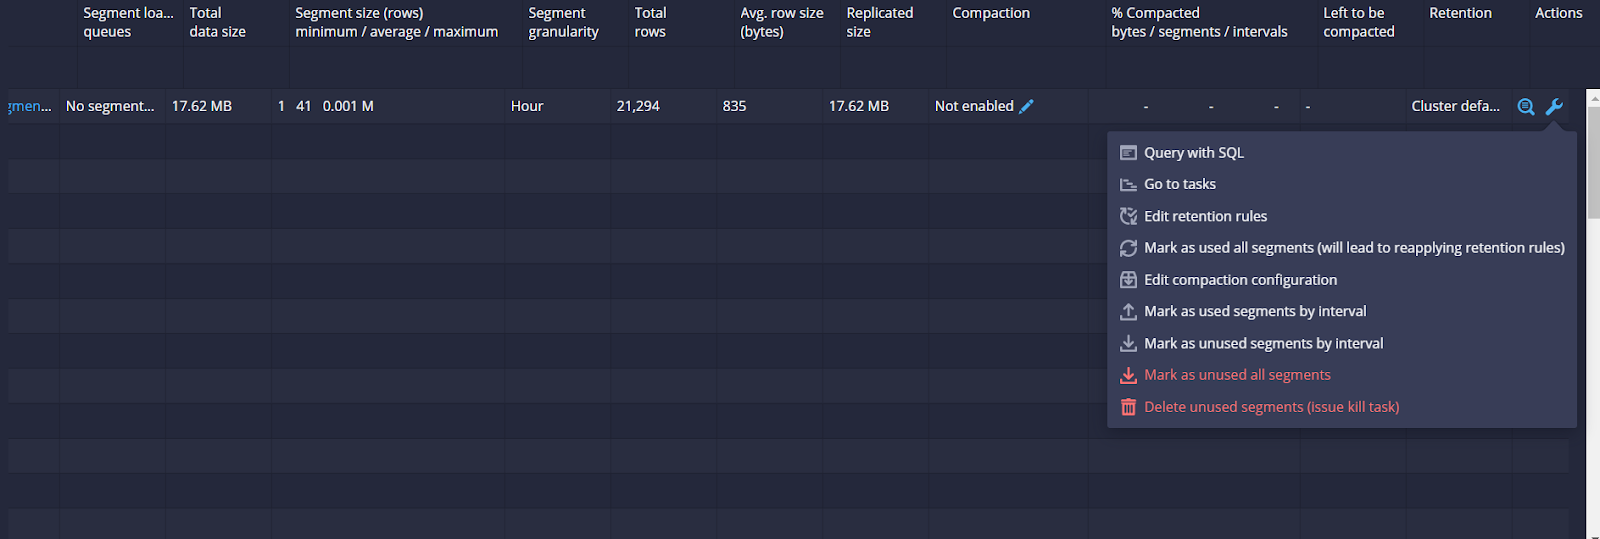 Segment loa... Total Segment size (rows) Segment Total Avg. row size Replicated Compaction % Compacted Left to be Retention Actions
queues data size minimum / average / maximum granularity rows (bytes) size bytes / segments / intervals compacted
gmen... No segment... 17.62 MB 1 41 0.001 M Hour 21,294 835 17.62 MB Not enabled - - - - Cluster defa...
Query with SQL
Go to tasks
Edit retention rules
Mark as used all segments (will lead to reapplying retention rules)
Edit compaction configuration
Mark as used segments by interval
Mark as unused segments by interval
Mark as unused all segments
Delete unused segments (issue kill task)